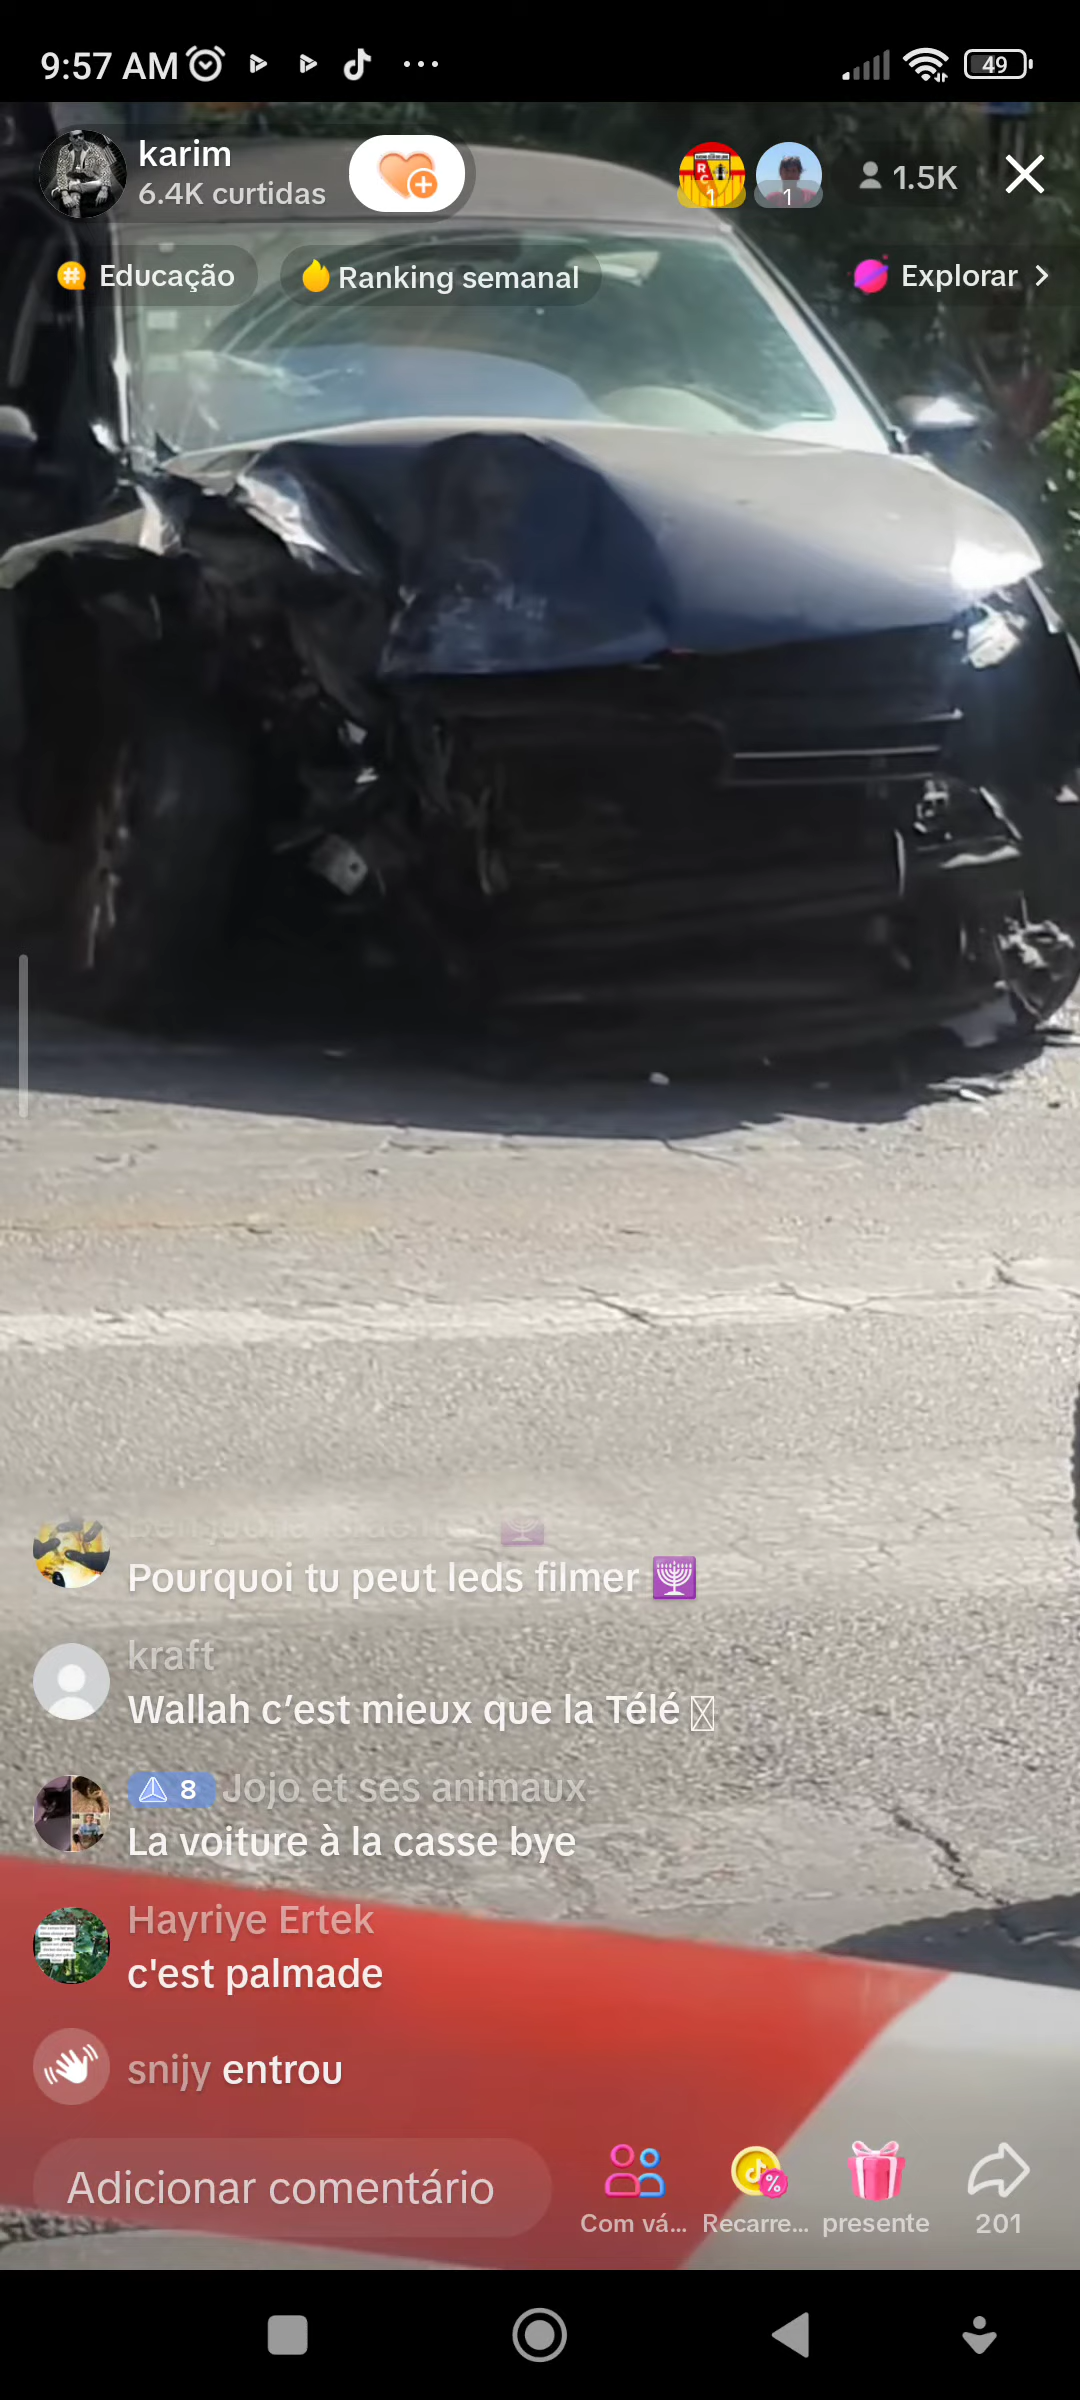 9:57 AM
49
karim
6.4K curtidas
1
1
1.5K
Educação
Ranking semanal
Explorar
Pourquoi tu peut leds filmer 🕎
kraft
Wallah c’est mieux que la Télé
8 Jojo et ses animaux
La voiture à la casse bye
Hayriye Ertek
c'est palmade
snijy entrou
Adicionar comentário
Com vá...
Recarre...
presente
201